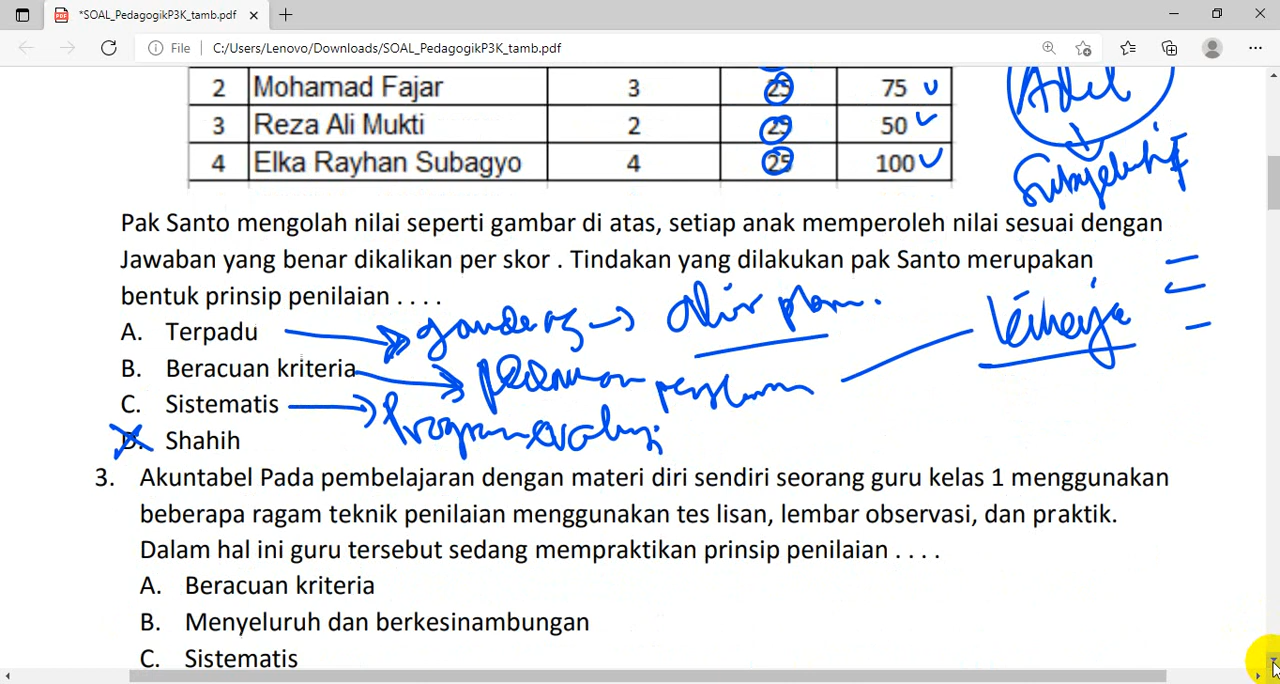 *SOAL_PedagogikP3K_tamb.pdf
File C:/Users/Lenovo/Downloads/SOAL_PedagogikP3K_tamb.pdf
2 Mohamad Fajar 3 25 75
3 Reza Ali Mukti 2 25 50
4 Elka Rayhan Subagyo 4 25 100
Pak Santo mengolah nilai seperti gambar di atas, setiap anak memperoleh nilai sesuai dengan
Jawaban yang benar dikalikan per skor . Tindakan yang dilakukan pak Santo merupakan
bentuk prinsip penilaian . . . .
A. Terpadu
B. Beracuan kriteria
C. Sistematis
D. Shahih
3. Akuntabel Pada pembelajaran dengan materi diri sendiri seorang guru kelas 1 menggunakan
beberapa ragam teknik penilaian menggunakan tes lisan, lembar observasi, dan praktik.
Dalam hal ini guru tersebut sedang mempraktikan prinsip penilaian . . . .
A. Beracuan kriteria
B. Menyeluruh dan berkesinambungan
C. Sistematis